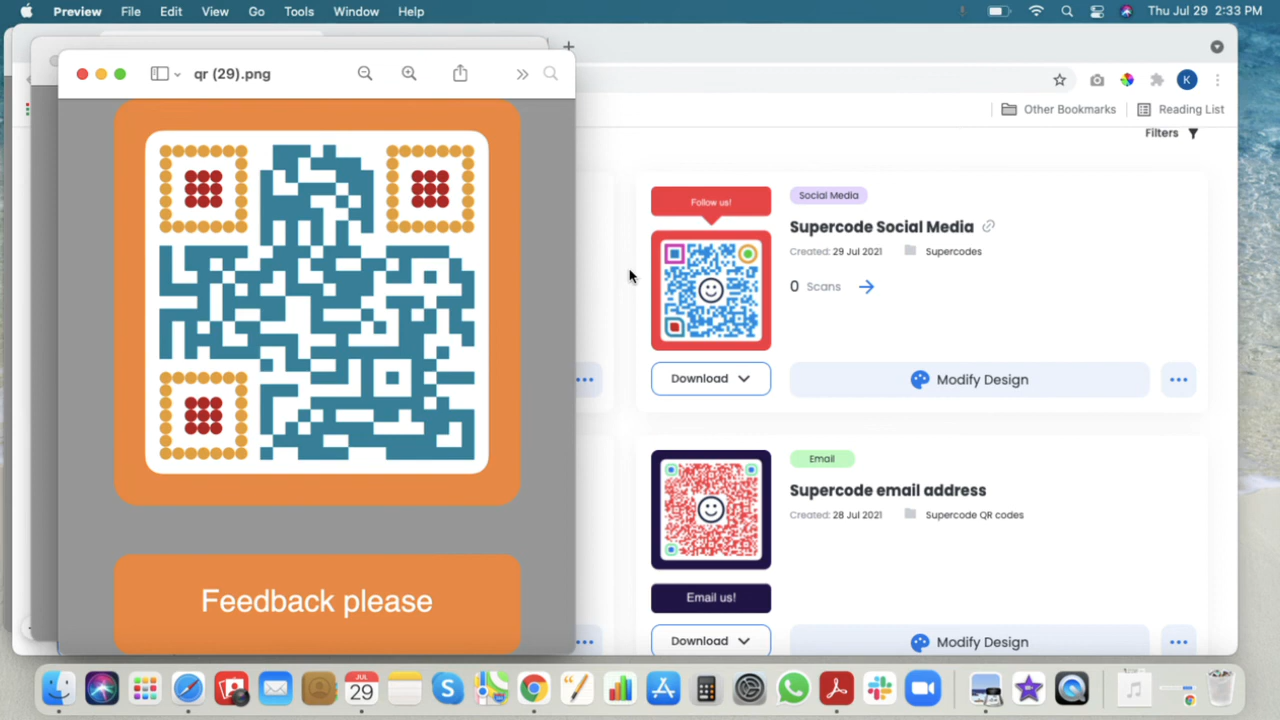 Preview File Edit View Go Tools Window Help
Thu Jul 29 2:33 PM
qr (29).png
K
Other Bookmarks
Reading List
Filters
Feedback please
Follow us!
Social Media
Supercode Social Media
Created: 29 Jul 2021 Supercodes
0 Scans
Download
Modify Design
Email us!
Email
Supercode email address
Created: 28 Jul 2021 Supercode QR codes
Download
Modify Design
JUL
29